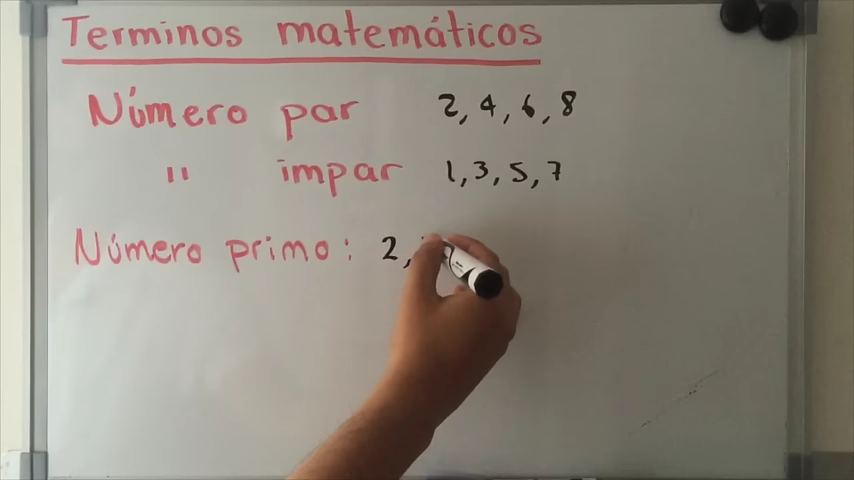 Terminos matemáticos
Número par 2, 4, 6, 8
" impar 1, 3, 5, 7
Número primo: 2,